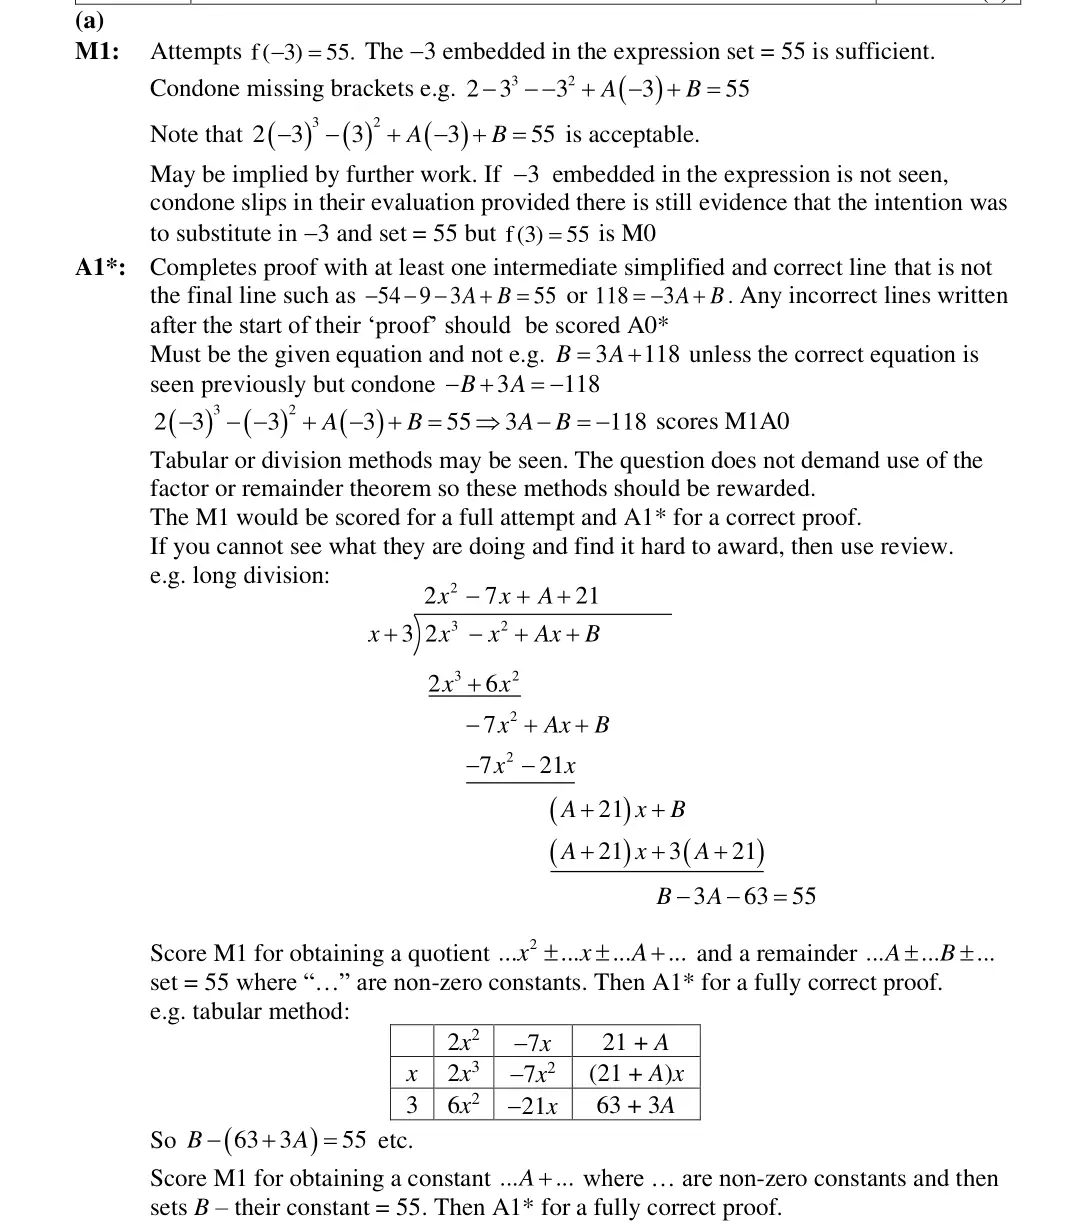 (a)
M1: Attempts f(−3) = 55. The −3 embedded in the expression set = 55 is sufficient.
Condone missing brackets e.g. 2 − 3³ − −3² + A(−3) + B = 55
Note that 2(−3)³ − (3)² + A(−3) + B = 55 is acceptable.
May be implied by further work. If −3 embedded in the expression is not seen,
condone slips in their evaluation provided there is still evidence that the intention was
to substitute in −3 and set = 55 but f(3) = 55 is M0
A1*: Completes proof with at least one intermediate simplified and correct line that is not
the final line such as −54 − 9 − 3A + B = 55 or 118 = −3A + B. Any incorrect lines written
after the start of their ‘proof’ should be scored A0*
Must be the given equation and not e.g. B = 3A + 118 unless the correct equation is
seen previously but condone −B + 3A = −118
2(−3)³ − (−3)² + A(−3) + B = 55 ⇒ 3A − B = −118 scores M1A0
Tabular or division methods may be seen. The question does not demand use of the
factor or remainder theorem so these methods should be rewarded.
The M1 would be scored for a full attempt and A1* for a correct proof.
If you cannot see what they are doing and find it hard to award, then use review.
e.g. long division:
2x² − 7x + A + 21
x + 3)2x³ − x² + Ax + B
2x³ + 6x²
−7x² + Ax + B
−7x² − 21x
(A + 21)x + B
(A + 21)x + 3(A + 21)
B − 3A − 63 = 55
Score M1 for obtaining a quotient ...x² ± ...x ± ...A + ... and a remainder ...A ± ...B ± ...
set = 55 where “…” are non-zero constants. Then A1* for a fully correct proof.
e.g. tabular method:
2x² −7x 21 + A
x 2x³ −7x² (21 + A)x
3 6x² −21x 63 + 3A
So B − (63 + 3A) = 55 etc.
Score M1 for obtaining a constant ...A + ... where … are non-zero constants and then
sets B – their constant = 55. Then A1* for a fully correct proof.